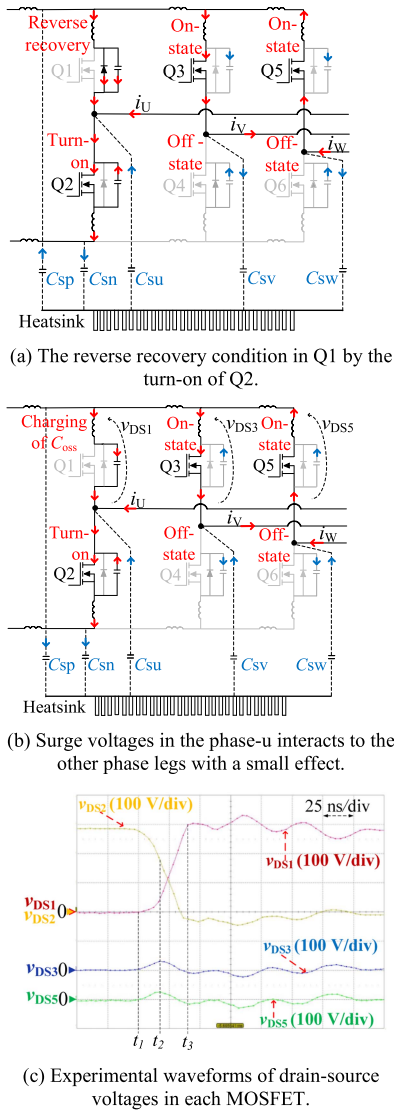 Reverse
recovery
On-
state
On-
state
Q1
Q3
Q5
iU
iV
iW
Turn-
on
Off -
state
Off-
state
Q2
Q4
Q6
Csp
Csn
Csu
Csv
Csw
Heatsink
(a) The reverse recovery condition in Q1 by the
turn-on of Q2.
Charging
of Coss
vDS1
On-
state
vDS3
On-
state
vDS5
Q1
Q3
Q5
iU
iV
iW
Turn-
on
Off-
state
Off-
state
Q2
Q4
Q6
Csp
Csn
Csu
Csv
Csw
Heatsink
(b) Surge voltages in the phase-u interacts to the
other phase legs with a small effect.
vDS2 (100 V/div)
25 ns/div
vDS1 (100 V/div)
vDS1 0
vDS2
vDS3 (100 V/div)
vDS3 0
vDS5 0
vDS5 (100 V/div)
t1 t2 t3
(c) Experimental waveforms of drain-source
voltages in each MOSFET.